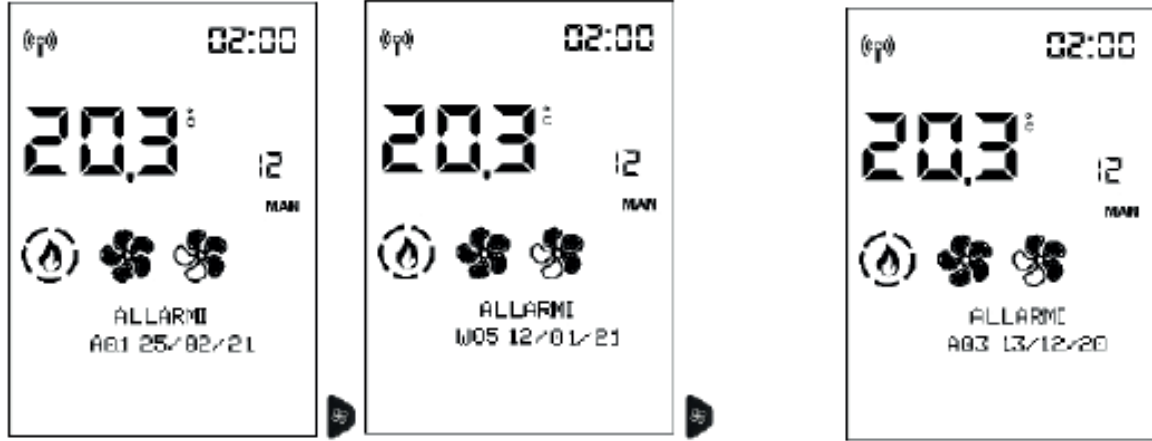 02:00
20.3 °C
12
MAN
ALLARMI
A01 25/02/21
02:00
20.3 °C
12
MAN
ALLARMI
W05 12/01/21
02:00
20.3 °C
12
MAN
ALLARMI
A03 13/12/20